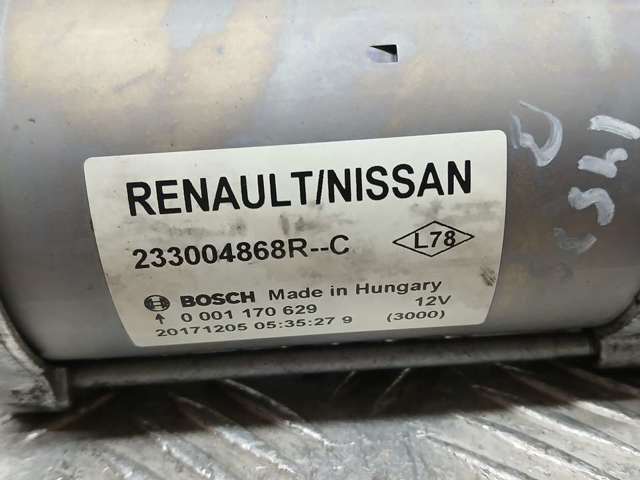 RENAULT/NISSAN
233004868R--C
L78
BOSCH Made in Hungary
0 001 170 629 12V
20171205 05:35:27 9 (3000)